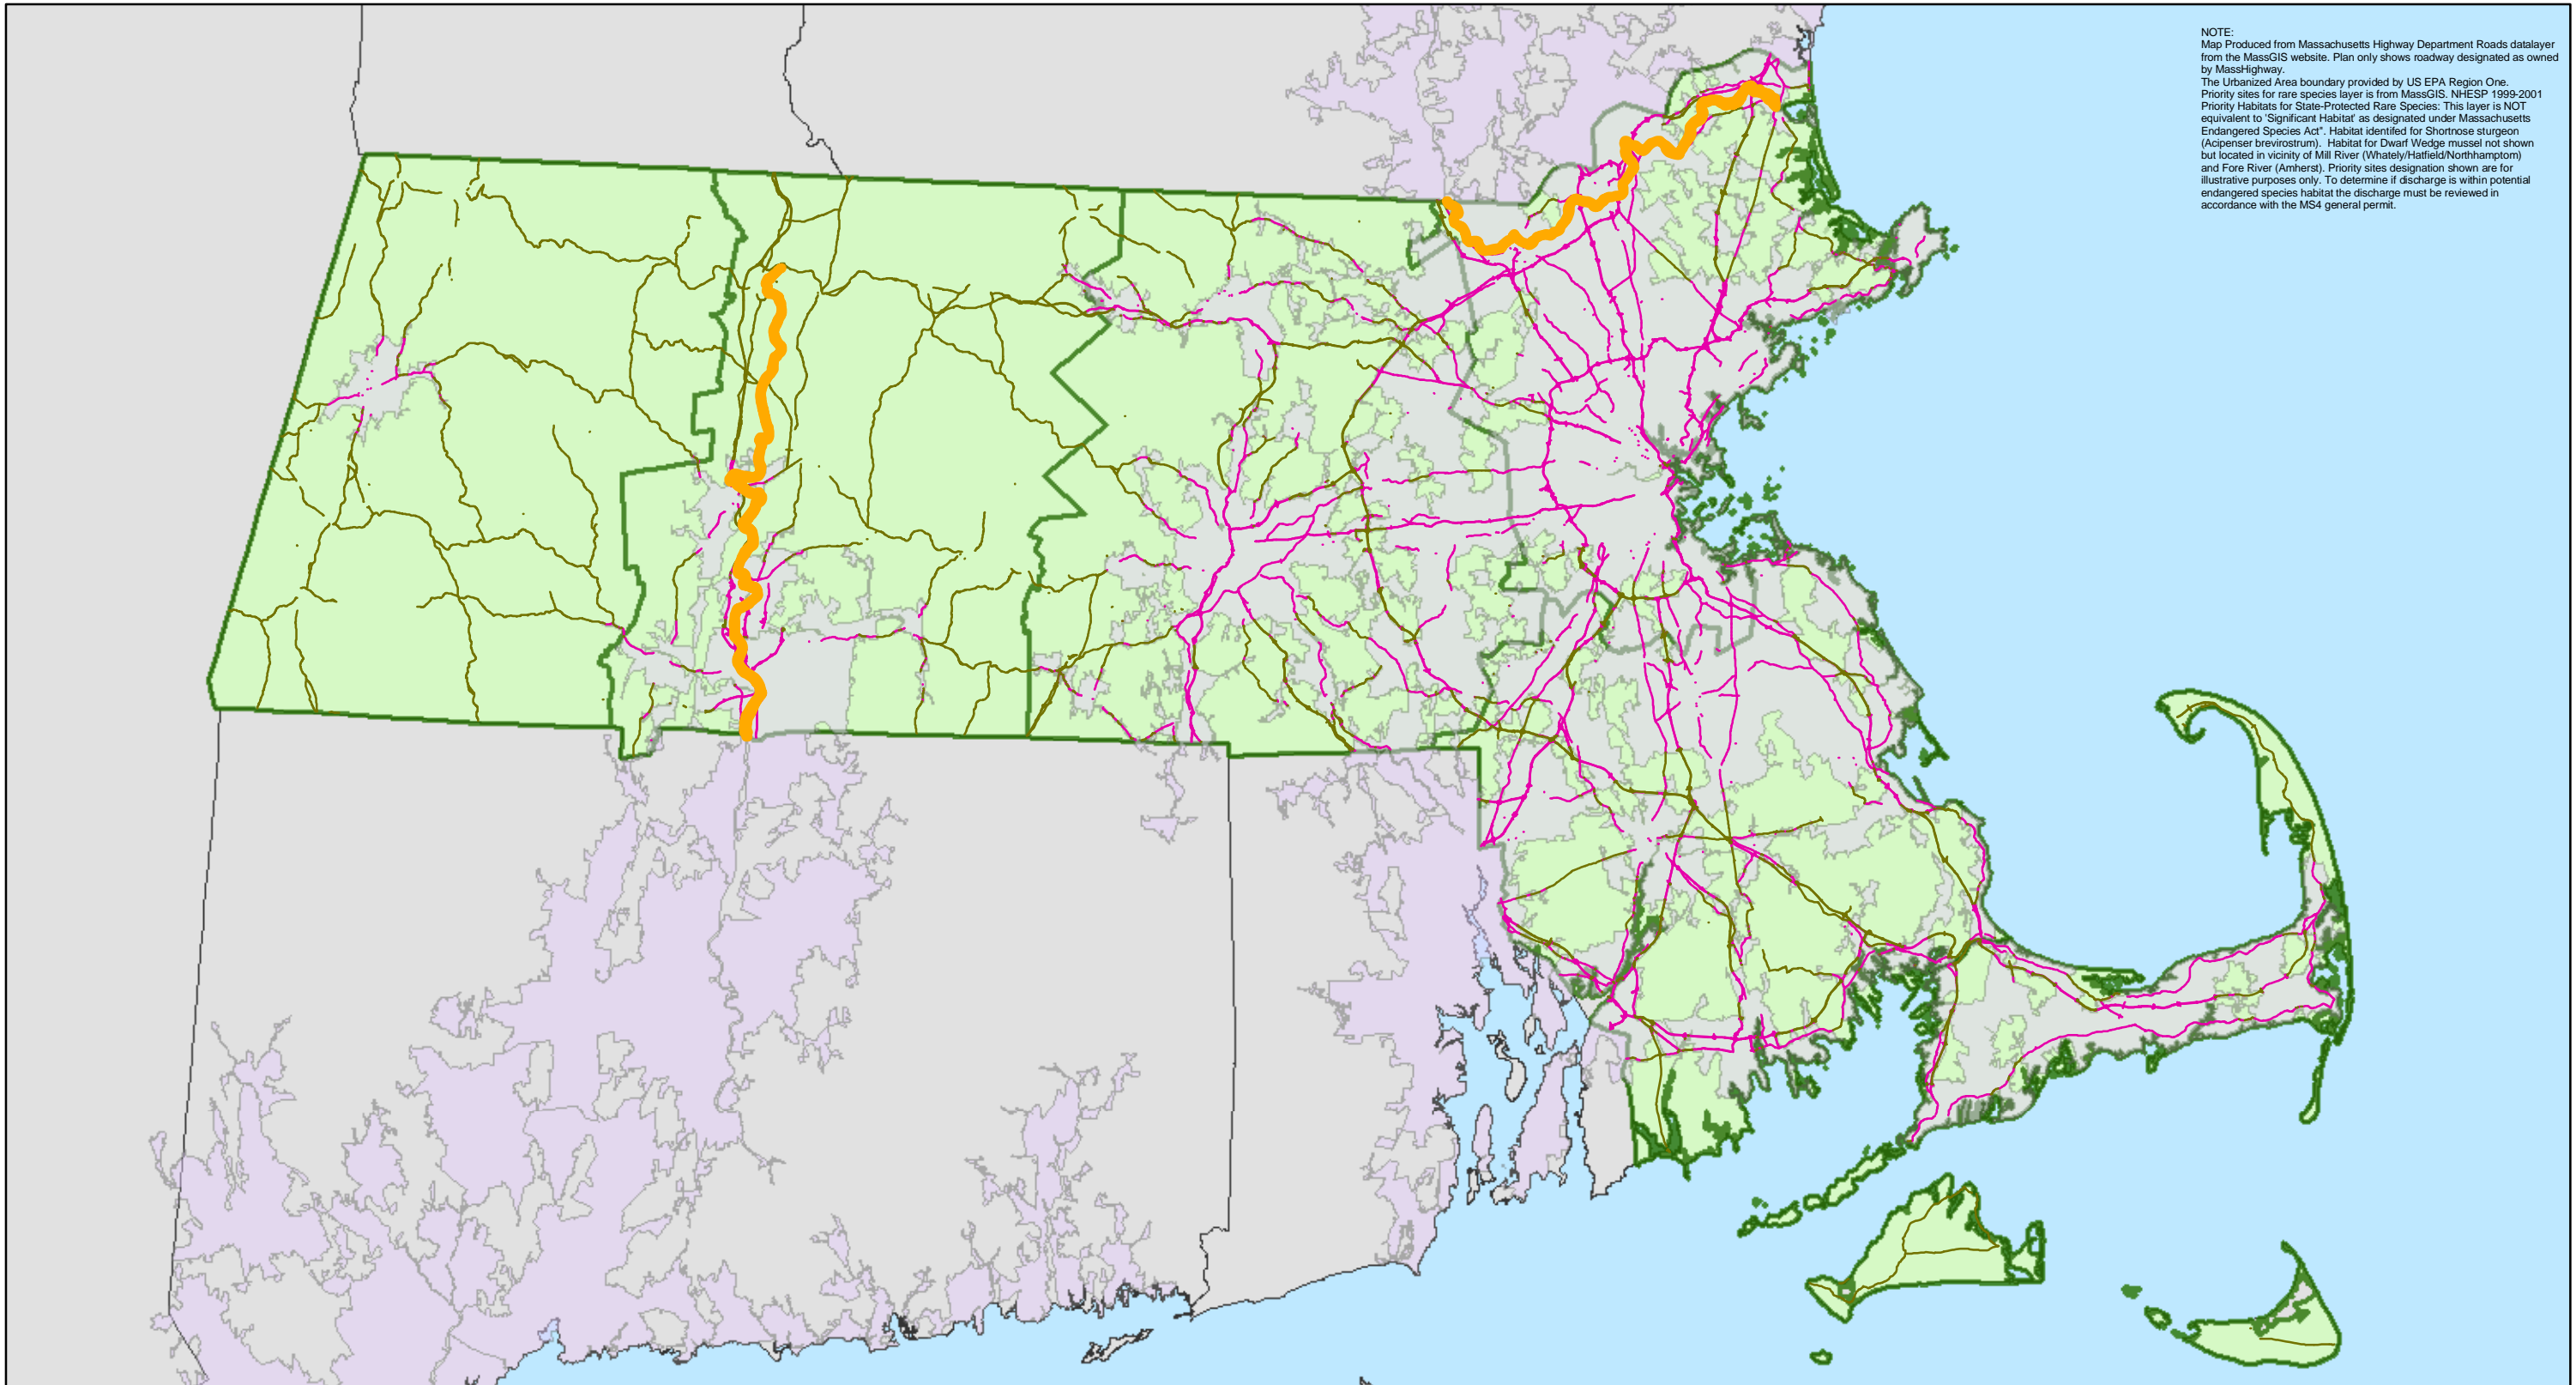 NOTE:
Map Produced from Massachusetts Highway Department Roads datalayer
from the MassGIS website. Plan only shows roadway designated as owned
by MassHighway.
The Urbanized Area boundary provided by US EPA Region One.
Priority sites for rare species layer is from MassGIS. NHESP 1999-2001
Priority Habitats for State-Protected Rare Species: This layer is NOT
equivalent to 'Significant Habitat' as designated under Massachusetts
Endangered Species Act". Habitat identifed for Shortnose sturgeon
(Acipenser brevirostrum).  Habitat for Dwarf Wedge mussel not shown
but located in vicinity of Mill River (Whately/Hatfield/Northhamptom)
and Fore River (Amherst). Priority sites designation shown are for
illustrative purposes only. To determine if discharge is within potential
endangered species habitat the discharge must be reviewed in
accordance with the MS4 general permit.